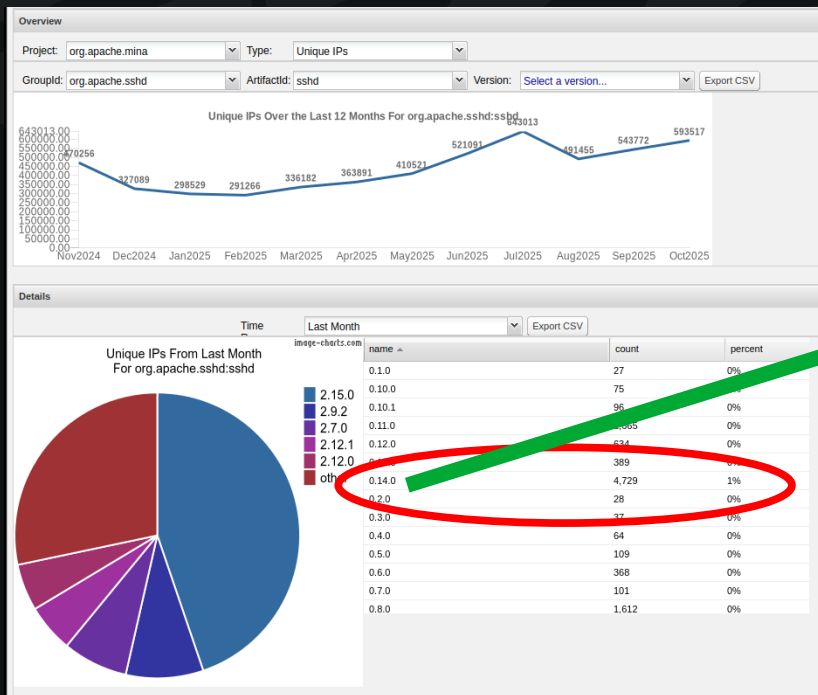 Overview
Project: org.apache.mina Type: Unique IPs
GroupId: org.apache.sshd ArtifactId: sshd Version: Select a version... Export CSV
Unique IPs Over the Last 12 Months For org.apache.sshd:sshd
643013.00
600000.00
550000.00
500000.00
450000.00
400000.00
350000.00
300000.00
250000.00
200000.00
150000.00
100000.00
50000.00
0.00
470256 327089 298529 291266 336182 363891 410521 521091 643013 491455 543772 593517
Nov2024 Dec2024 Jan2025 Feb2025 Mar2025 Apr2025 May2025 Jun2025 Jul2025 Aug2025 Sep2025 Oct2025
Details
Time Last Month Export CSV
image-charts.com
Unique IPs From Last Month
For org.apache.sshd:sshd
2.15.0
2.9.2
2.7.0
2.12.1
2.12.0
other
name count percent
0.1.0 27 0%
0.10.0 75
0.10.1 96 0%
0.11.0 0%
0.12.0 634 0%
389
0.14.0 4,729 1%
0.2.0 28 0%
0.3.0 37 0%
0.4.0 64 0%
0.5.0 109 0%
0.6.0 368 0%
0.7.0 101 0%
0.8.0 1,612 0%